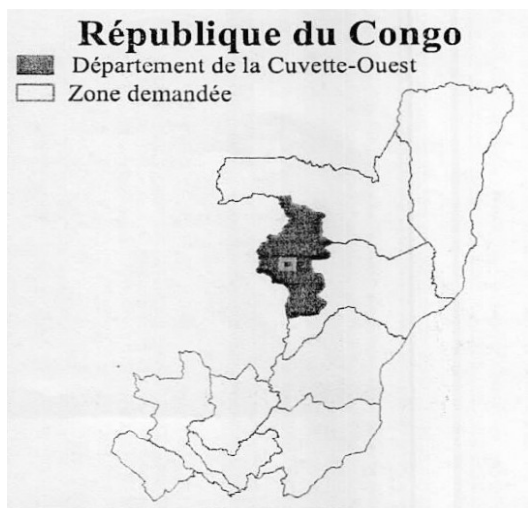 République du Congo
Département de la Cuvette-Ouest
Zone demandée